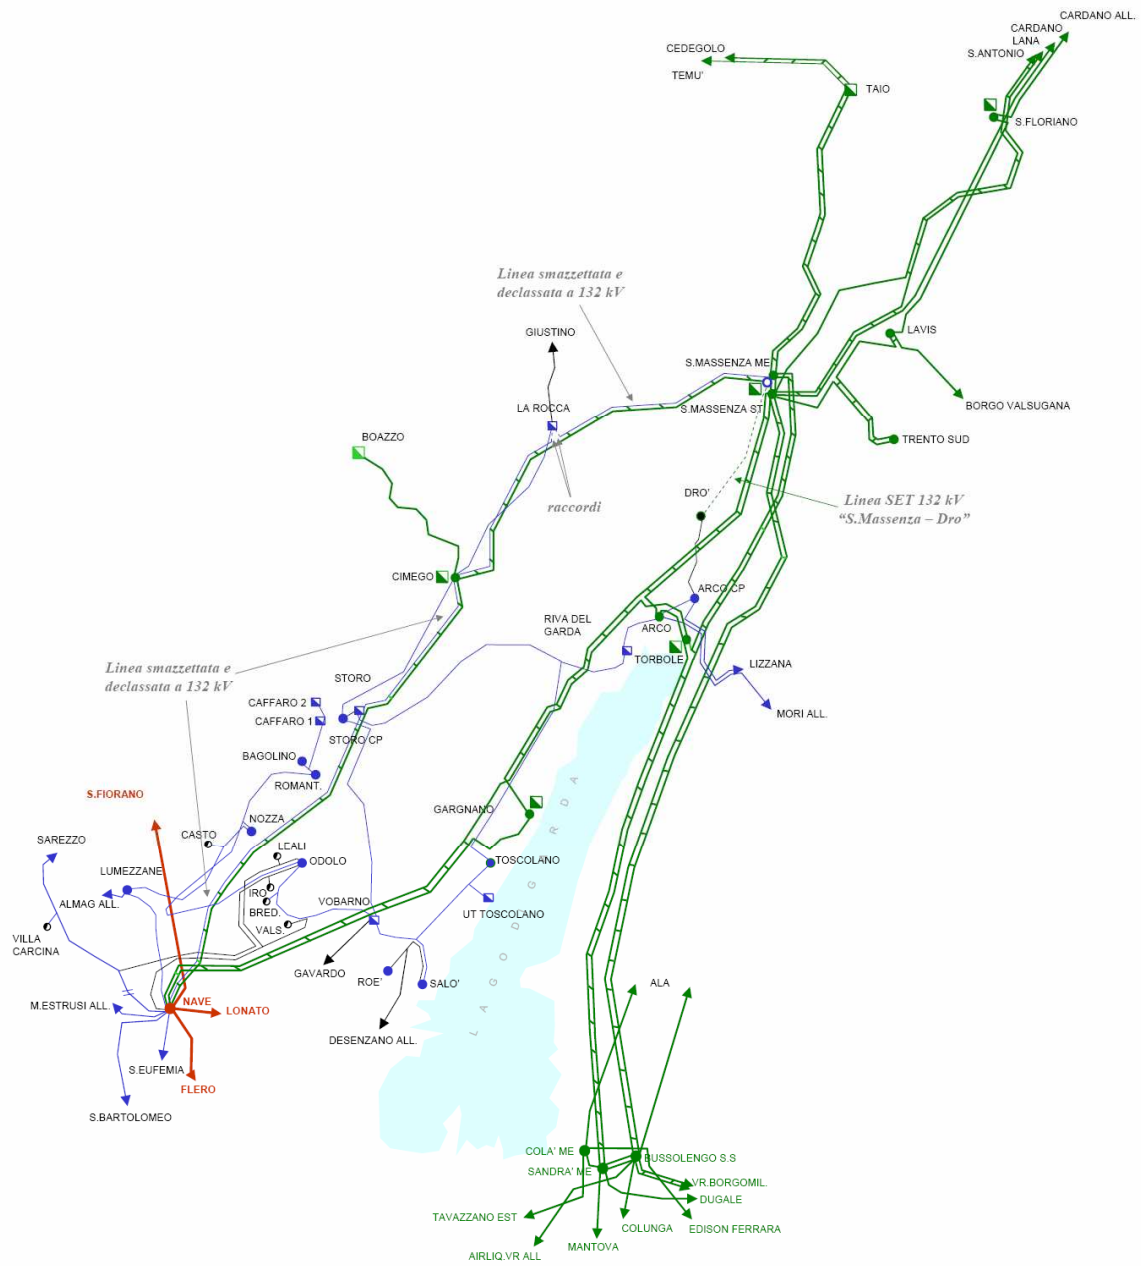 CARDANO ALL.
CARDANO
LANA
S.ANTONIO
CEDEGOLO
TEMU'
TAIO
S.FLORIANO
Linea smazzettata e
declassata a 132 kV
GIUSTINO
LAVIS
S.MASSENZA ME
LA ROCCA
S.MASSENZA ST
BORGO VALSUGANA
BOAZZO
TRENTO SUD
raccordi
DRO'
Linea SET 132 kV
“S.Massenza – Dro”
CIMEGO
ARCO CP
RIVA DEL
GARDA
ARCO
TORBOLE
LIZZANA
MORI ALL.
Linea smazzettata e
declassata a 132 kV
STORO
CAFFARO 2
CAFFARO 1
STORO CP
BAGOLINO
ROMANT.
S.FIORANO
GARGNANO
NOZZA
CASTO
SAREZZO
LEALI
ODOLO
TOSCOLANO
LUMEZZANE
ALMAG ALL.
IRO
BRED.
VALS.
VOBARNO
UT TOSCOLANO
VILLA
CARCINA
GAVARDO
ROE'
SALO'
LAGO DI GARDA
ALA
NAVE
LONATO
M.ESTRUSI ALL.
DESENZANO ALL.
S.EUFEMIA
FLERO
S.BARTOLOMEO
COLA' ME
BUSSOLENGO S.S
SANDRA' ME
VR.BORGOMIL.
DUGALE
TAVAZZANO EST
COLUNGA
EDISON FERRARA
MANTOVA
AIRLIQ.VR ALL